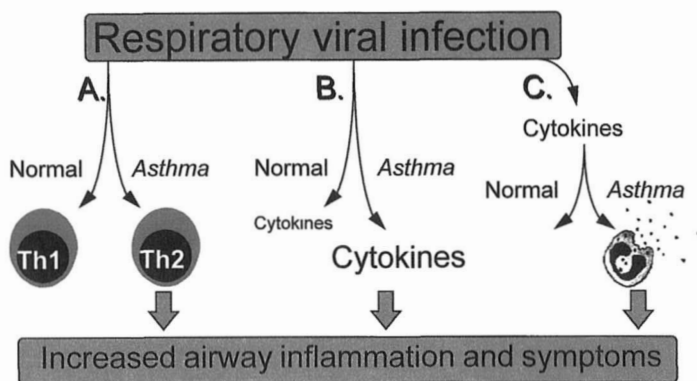 Respiratory viral infection
A.
B.
C.
Cytokines
Normal
Asthma
Normal
Asthma
Normal
Asthma
Cytokines
Th1
Th2
Cytokines
Increased airway inflammation and symptoms